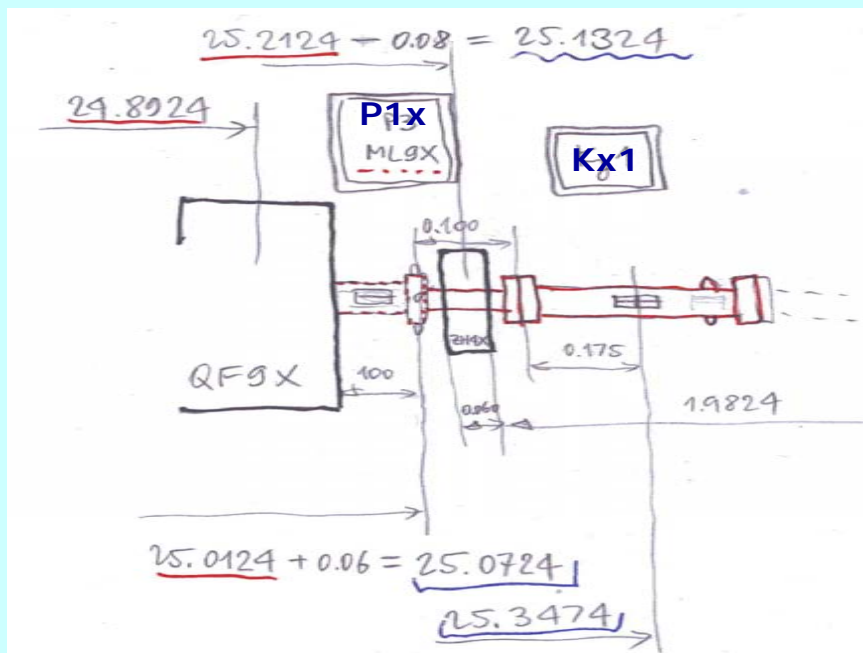 25.2124 - 0.08 = 25.1324
24.8924
P1x
ML9X
Kx1
0.100
ZH4X
QF9X
100
0.175
0.060
1.9824
25.0124 + 0.06 = 25.0724
25.3474